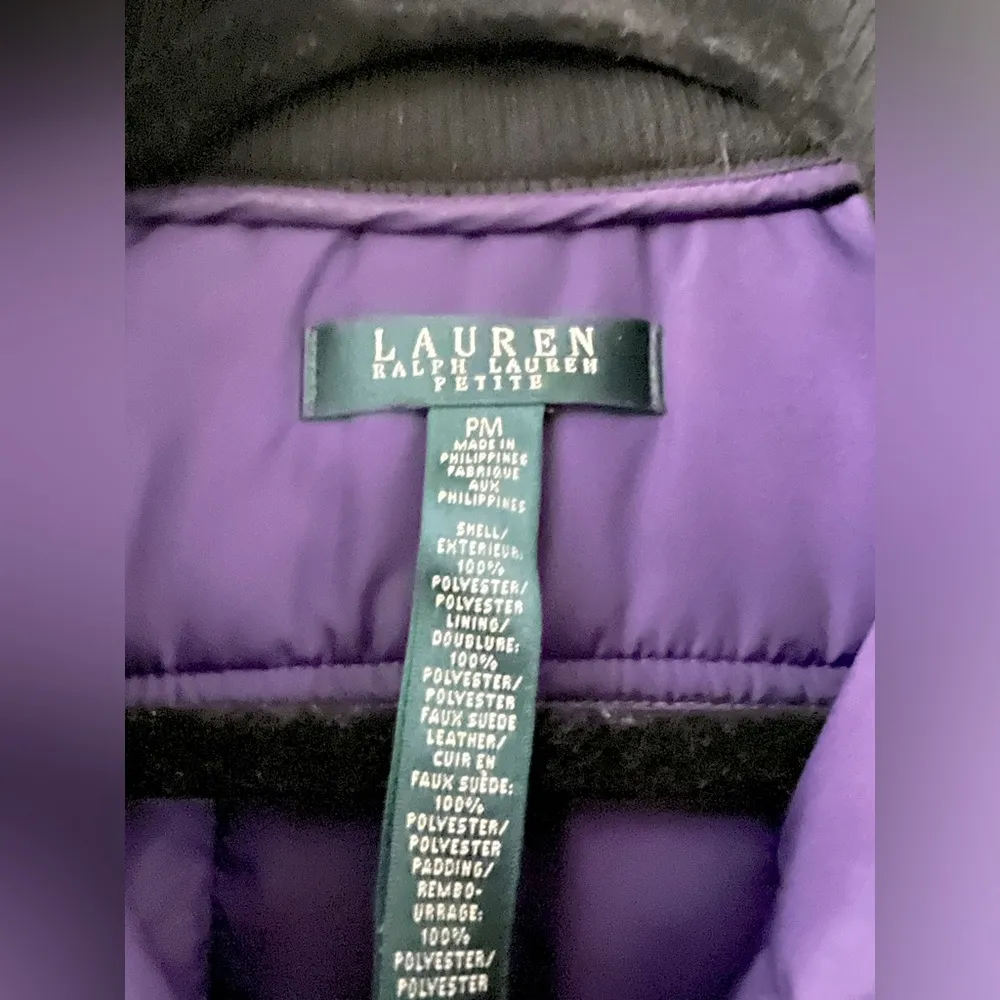 LAUREN
RALPH LAUREN
PETITE
PM
MADE IN
PHILIPPINES
FABRIQUE
AUX
PHILIPPINES
SHELL/
EXTERIEUR:
100%
POLYESTER/
POLYESTER
LINING/
DOUBLURE:
100%
POLYESTER/
POLYESTER
FAUX SUEDE
LEATHER/
CUIR EN
FAUX SUÈDE:
100%
POLYESTER/
POLYESTER
PADDING/
REMBO-
URRAGE:
100%
POLYESTER/
POLYESTER